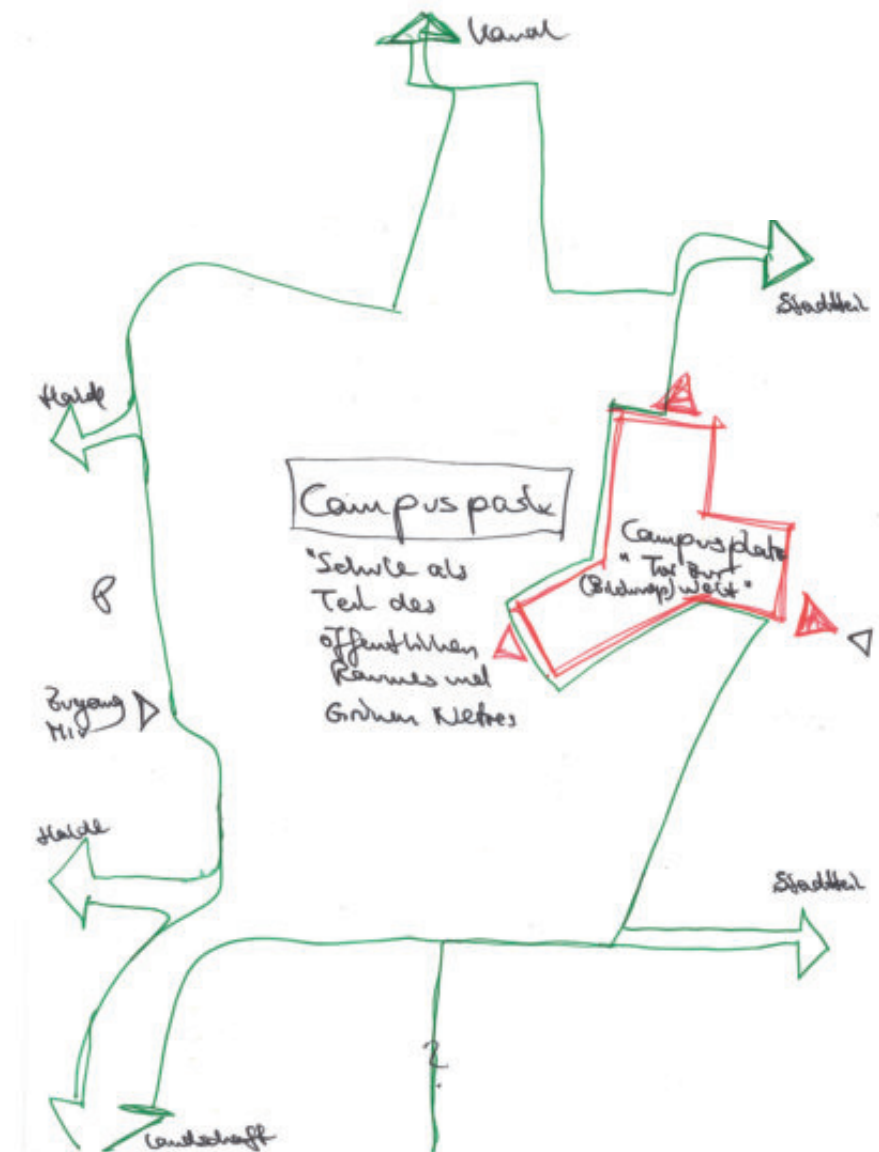 Kanal
Stadtteil
Halde
Campuspark
"Schule als
Teil des
öffentlichen
Raumes und
Grünen Netzes
Campusplatz
"Tor zur
(Bildungs) Welt"
P
Zugang
MIV
Halde
Stadtteil
?
Landschaft